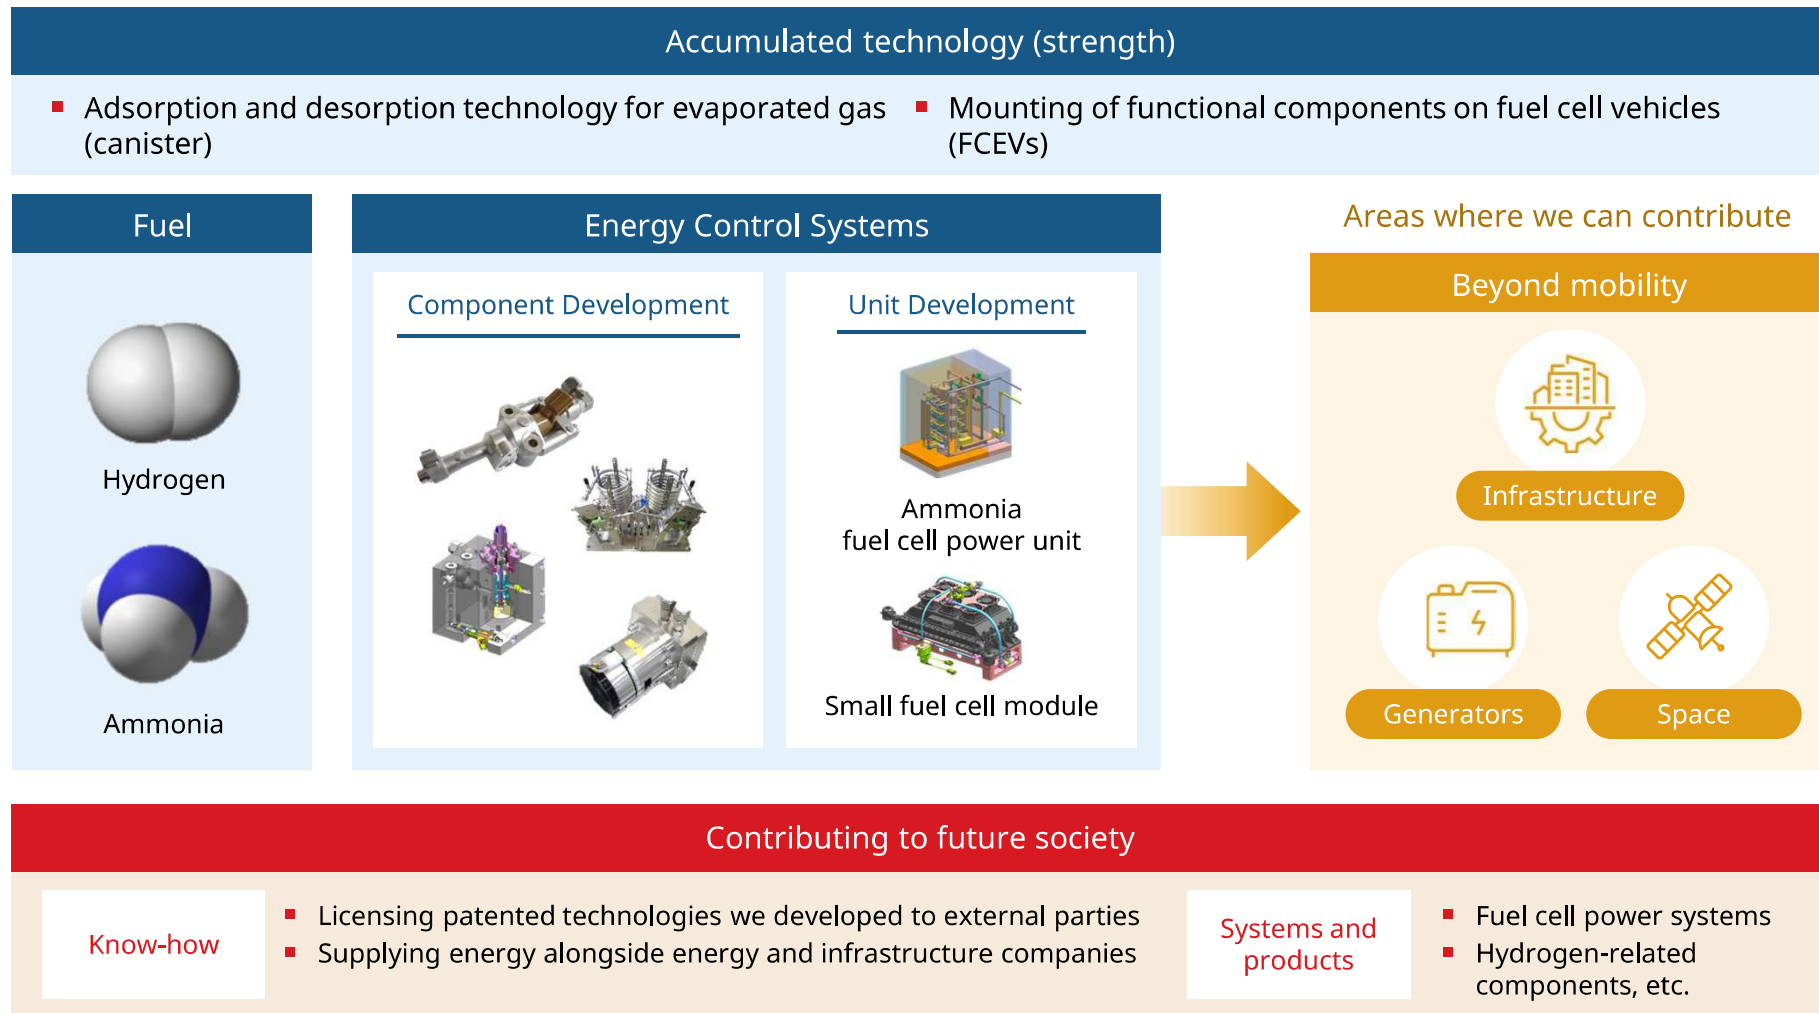 Accumulated technology (strength)
Adsorption and desorption technology for evaporated gas
(canister)
Mounting of functional components on fuel cell vehicles
(FCEVs)
Fuel
Hydrogen
Ammonia
Energy Control Systems
Component Development
Unit Development
Ammonia
fuel cell power unit
Small fuel cell module
Areas where we can contribute
Beyond mobility
Infrastructure
Generators
Space
Contributing to future society
Know-how
Licensing patented technologies we developed to external parties
Supplying energy alongside energy and infrastructure companies
Systems and
products
Fuel cell power systems
Hydrogen-related
components, etc.